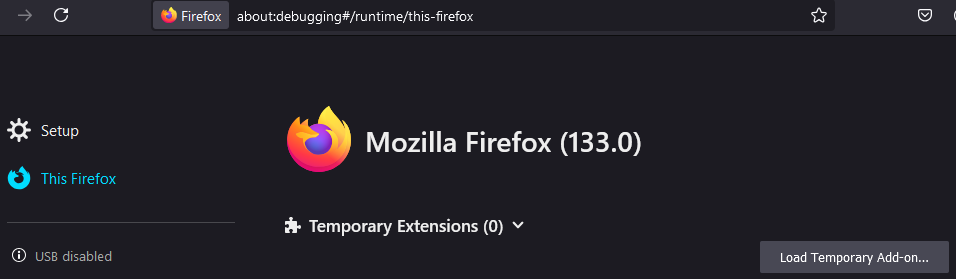 Firefox about:debugging#/runtime/this-firefox
Setup
Mozilla Firefox (133.0)
This Firefox
Temporary Extensions (0)
USB disabled
Load Temporary Add-on...